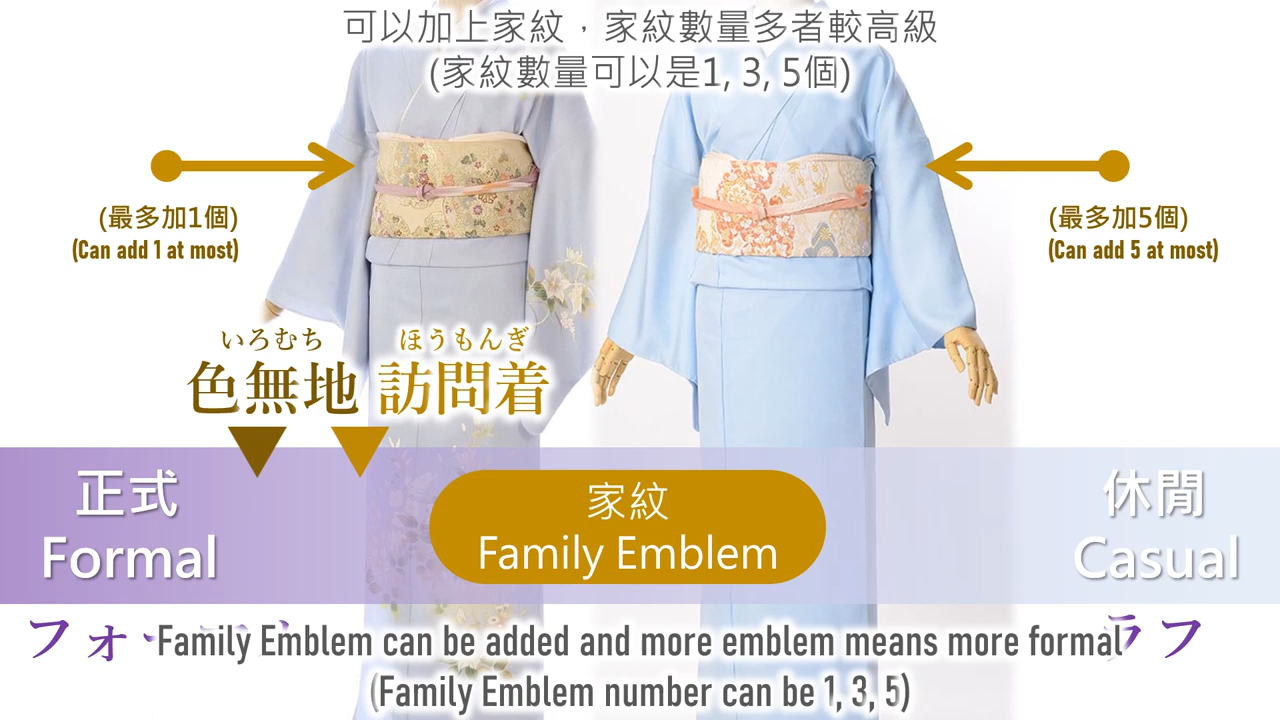 可以加上家紋，家紋數量多者較高級
(家紋數量可以是1, 3, 5個)
(最多加1個)
(Can add 1 at most)
(最多加5個)
(Can add 5 at most)
いろむち ほうもんぎ
色無地 訪問着
正式
Formal
家紋
Family Emblem
休閒
Casual
フォ
ラフ
Family Emblem can be added and more emblem means more formal
(Family Emblem number can be 1, 3, 5)